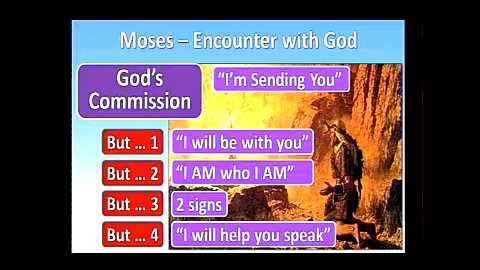 Moses – Encounter with God
God's
Commission
"I'm Sending You"
But ... 1
"I will be with you"
But ... 2
"I AM who I AM"
But ... 3
2 signs
But ... 4
"I will help you speak"